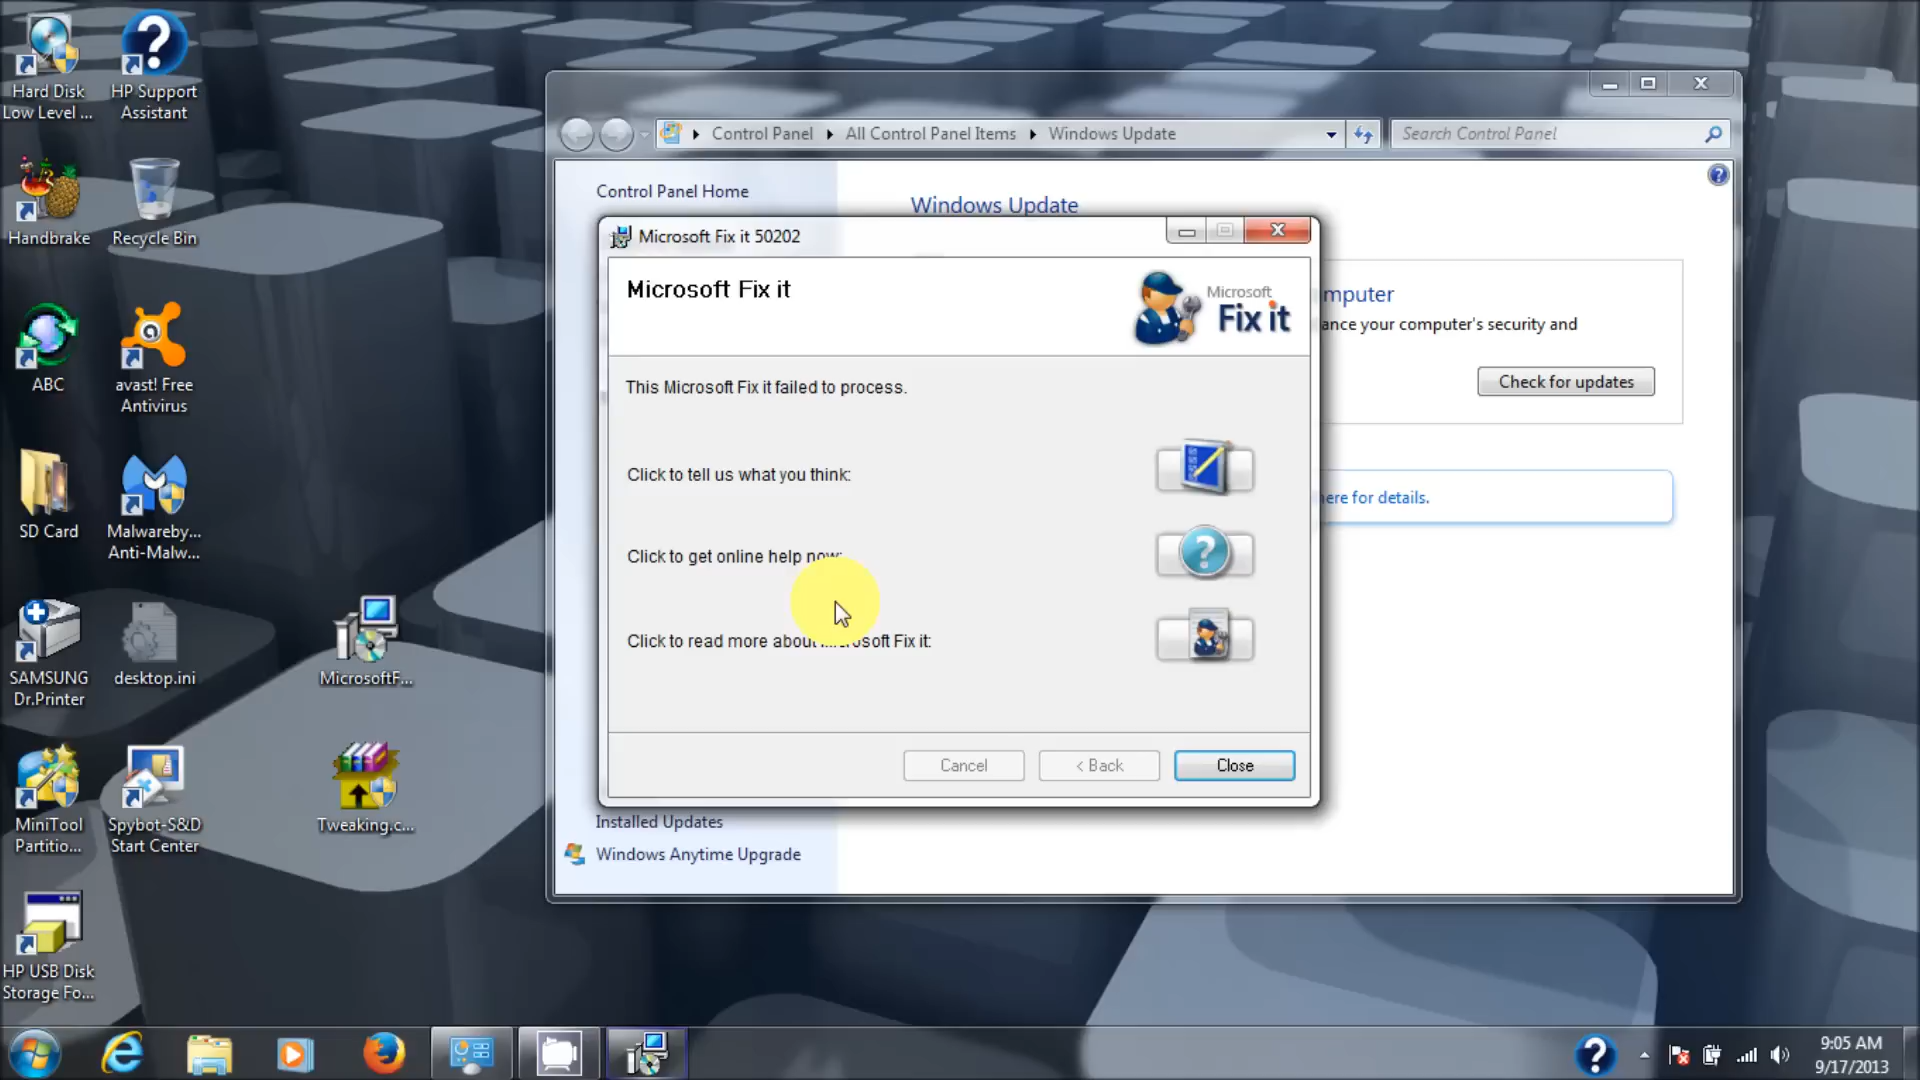 Hard Disk
Low Level ...
HP Support
Assistant
Handbrake
Recycle Bin
ABC
avast! Free
Antivirus
SD Card
Malwareby...
Anti-Malw...
SAMSUNG
Dr.Printer
desktop.ini
MicrosoftF...
MiniTool
Partitio...
Spybot-S&D
Start Center
Tweaking.c...
HP USB Disk
Storage Fo...
Control Panel
All Control Panel Items
Windows Update
Search Control Panel
Control Panel Home
Windows Update
mputer
ance your computer's security and
Check for updates
here for details.
Installed Updates
Windows Anytime Upgrade
Microsoft Fix it 50202
Microsoft Fix it
Microsoft
Fix it
This Microsoft Fix it failed to process.
Click to tell us what you think:
Click to get online help now:
Click to read more about Microsoft Fix it:
Cancel
< Back
Close
9:05 AM
9/17/2013